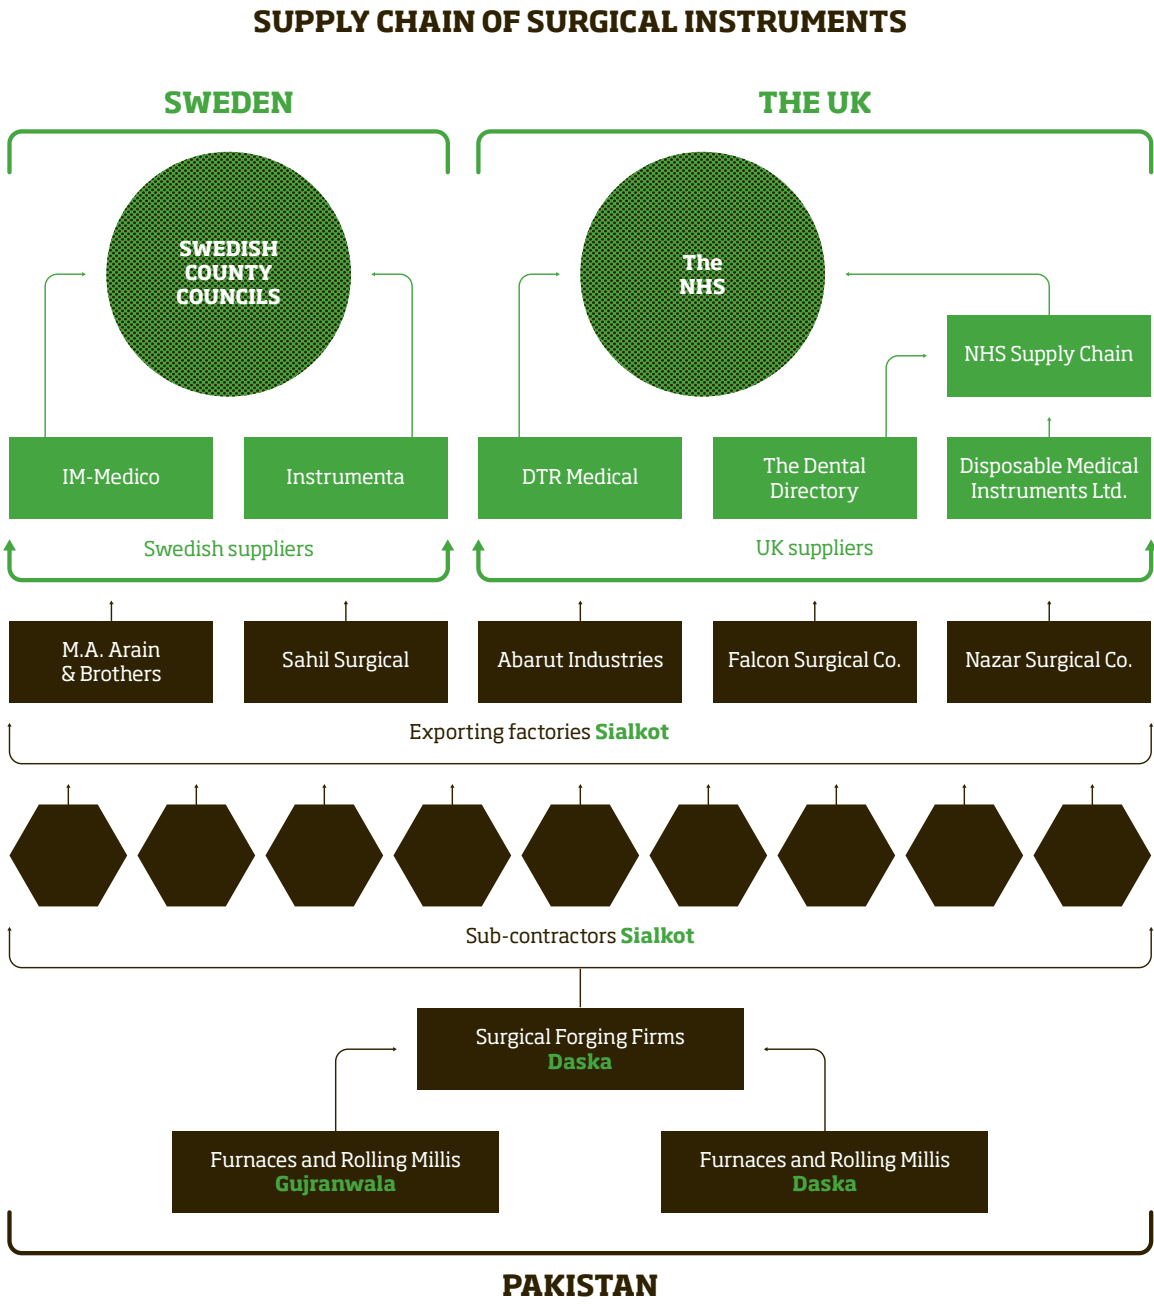 SUPPLY CHAIN OF SURGICAL INSTRUMENTS
SWEDEN
THE UK
SWEDISH
COUNTY
COUNCILS
The
NHS
NHS Supply Chain
IM-Medico
Instrumenta
DTR Medical
The Dental
Directory
Disposable Medical
Instruments Ltd.
Swedish suppliers
UK suppliers
M.A. Arain
& Brothers
Sahil Surgical
Abarut Industries
Falcon Surgical Co.
Nazar Surgical Co.
Exporting factories Sialkot
Sub-contractors Sialkot
Surgical Forging Firms
Daska
Furnaces and Rolling Millis
Gujranwala
Furnaces and Rolling Millis
Daska
PAKISTAN